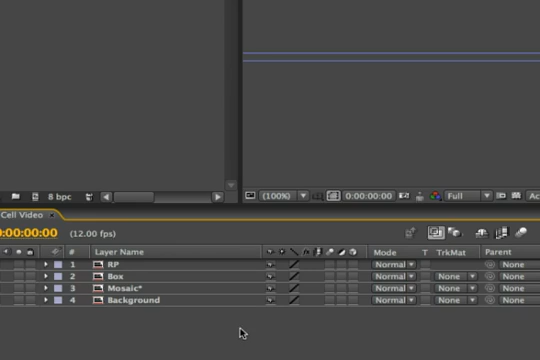 8 bpc (100%) 0:00:00:00 Full Ac
Cell Video ×
0:00:00:00 (12.00 fps)
# Layer Name Mode T TrkMat Parent
1 RP Normal None
2 Box Normal None None
3 Mosaic* Normal None None
4 Background Normal None None